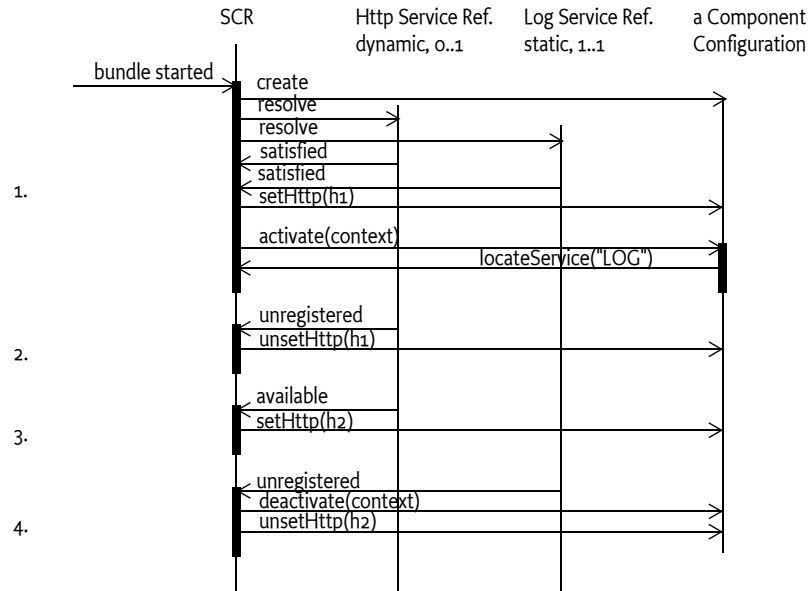 SCR
Http Service Ref.
dynamic, 0..1
Log Service Ref.
static, 1..1
a Component
Configuration
bundle started
create
resolve
resolve
satisfied
satisfied
1.
setHttp(h1)
activate(context)
locateService("LOG")
unregistered
unsetHttp(h1)
2.
available
setHttp(h2)
3.
unregistered
deactivate(context)
unsetHttp(h2)
4.